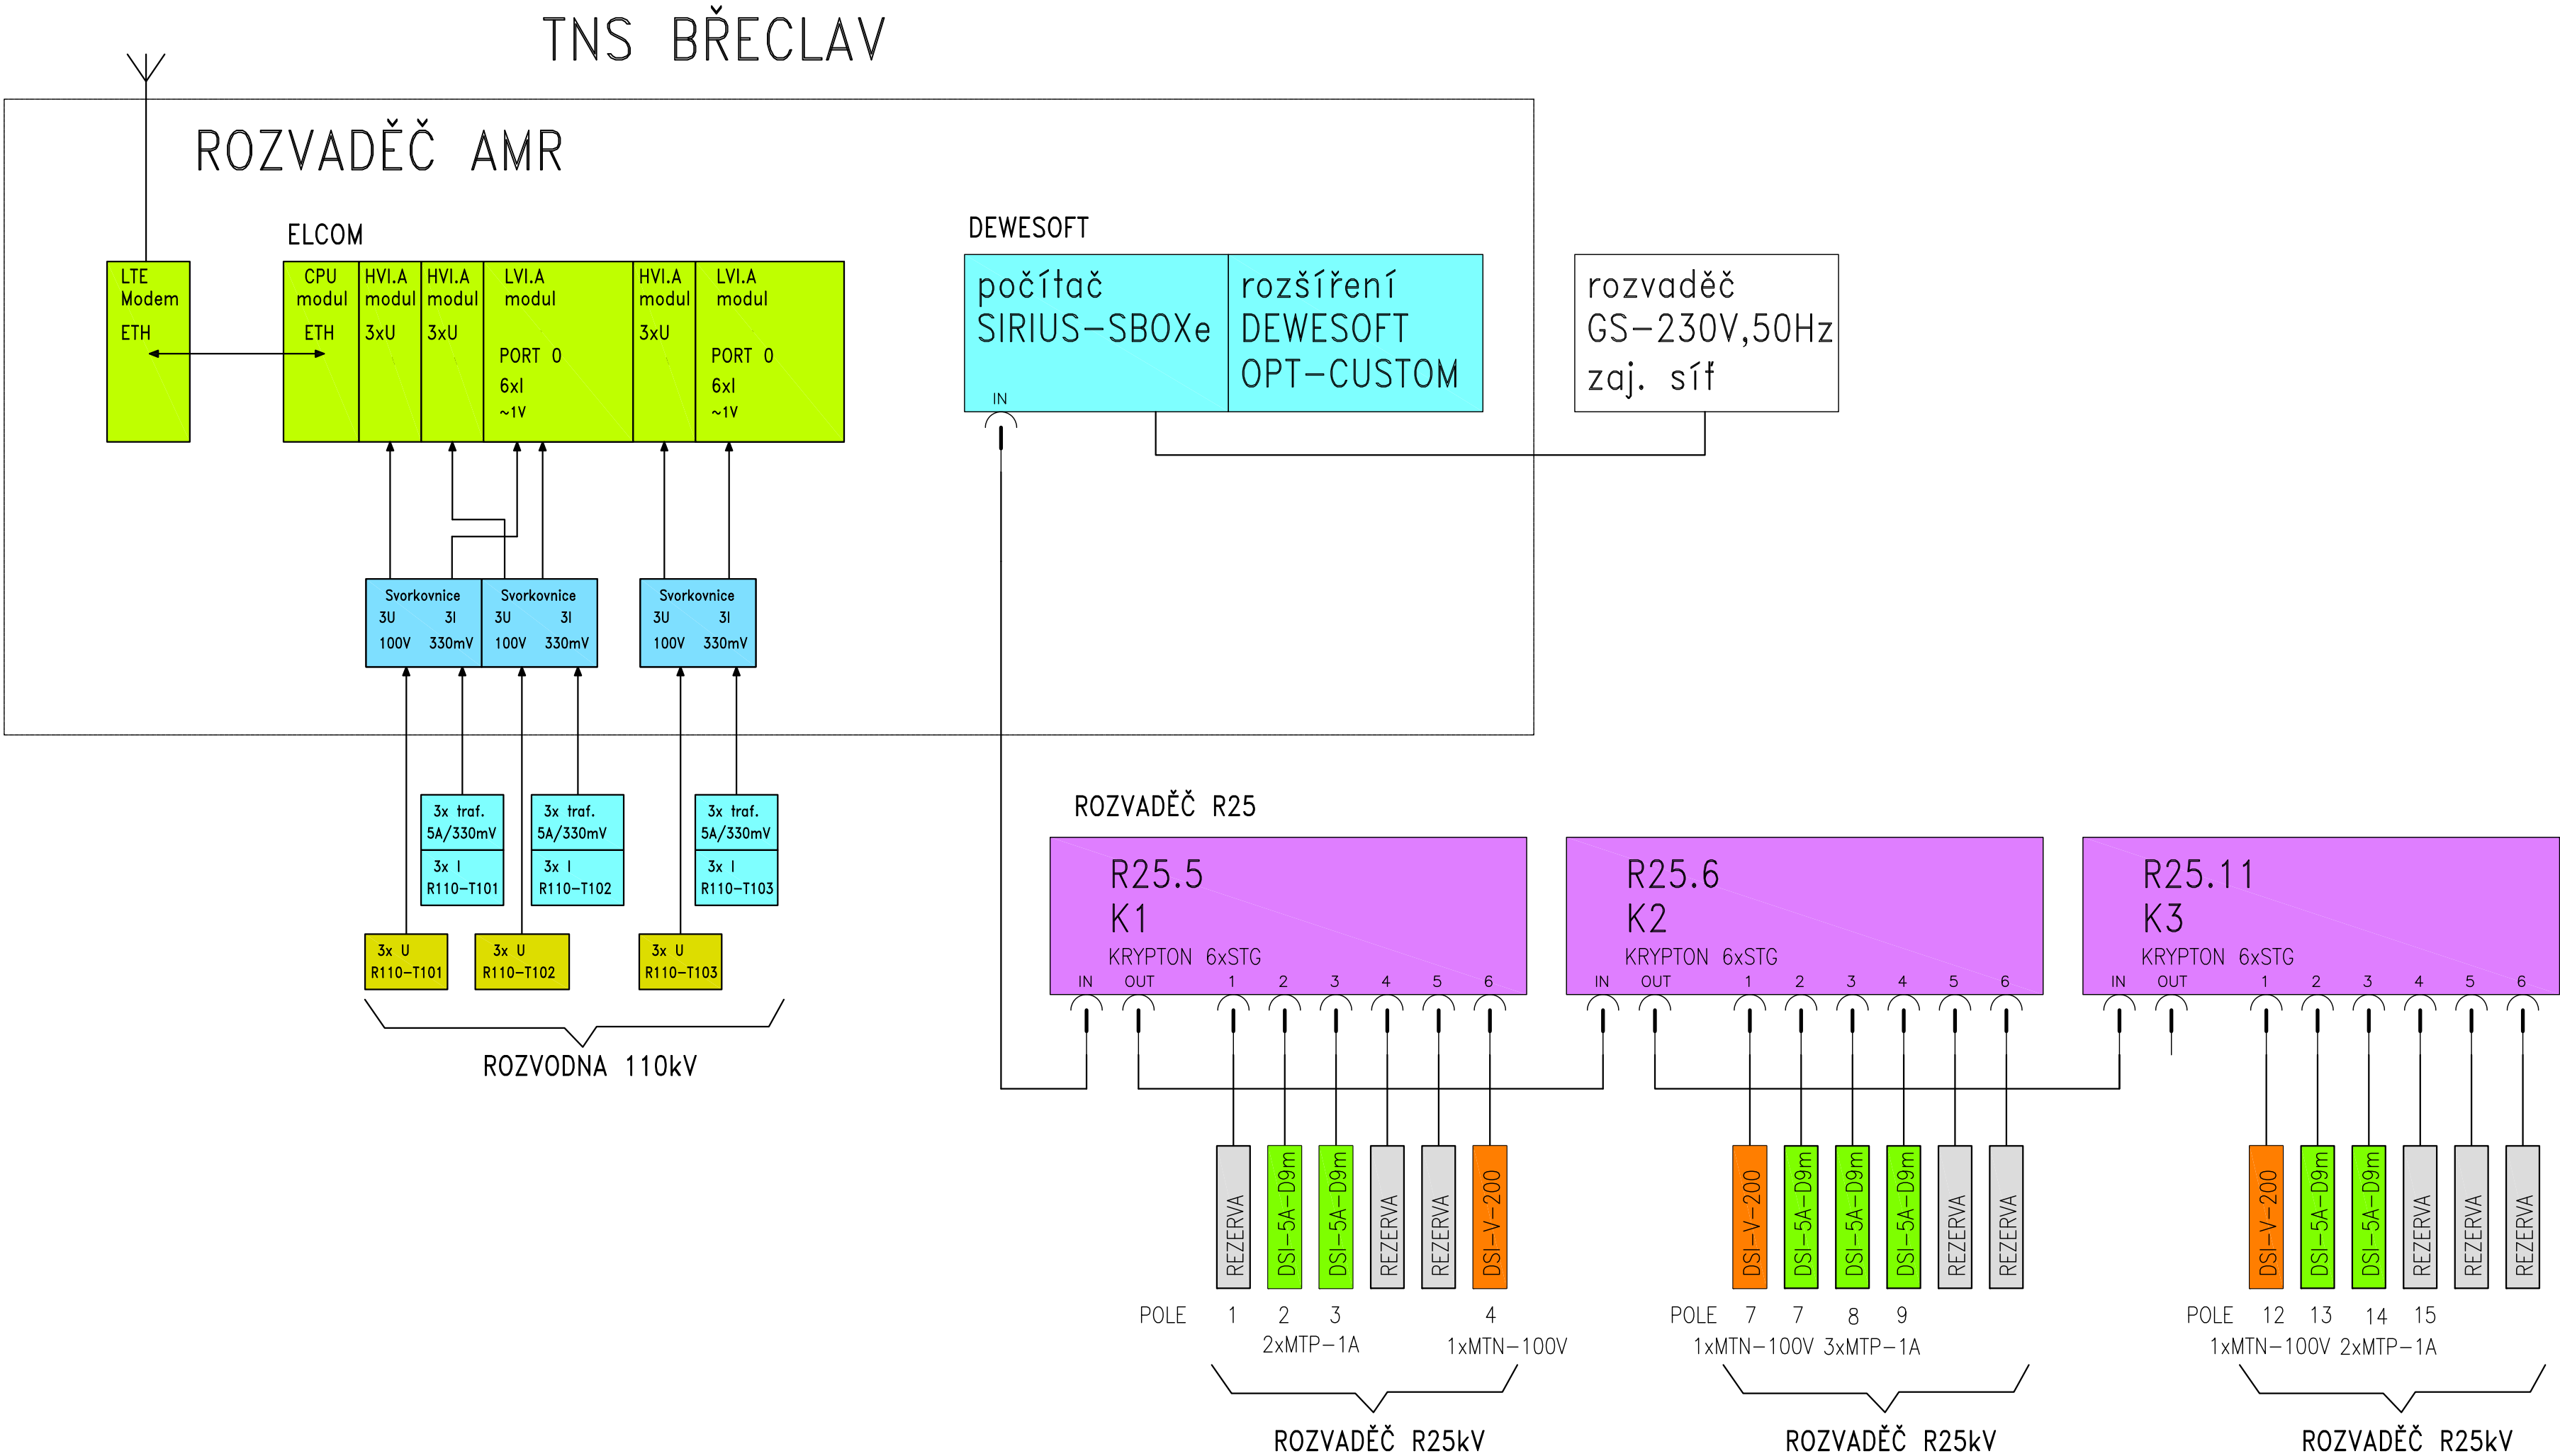 TNS BŘECLAV
ROZVADĚČ AMR
ELCOM
LTE
Modem
ETH
CPU
modul
ETH
HVI.A
modul
3xU
HVI.A
modul
3xU
LVI.A
modul
PORT 0
6xI
~1V
HVI.A
modul
3xU
LVI.A
modul
PORT 0
6xI
~1V
DEWESOFT
počítač
SIRIUS-SBOXe
IN
rozšíření
DEWESOFT
OPT-CUSTOM
rozvaděč
GS-230V,50Hz
zaj. síť
Svorkovnice
3U 3I
100V 330mV
Svorkovnice
3U 3I
100V 330mV
Svorkovnice
3U 3I
100V 330mV
3x traf.
5A/330mV
3x I
R110-T101
3x traf.
5A/330mV
3x I
R110-T102
3x traf.
5A/330mV
3x I
R110-T103
3x U
R110-T101
3x U
R110-T102
3x U
R110-T103
ROZVODNA 110kV
ROZVADĚČ R25
R25.5
K1
KRYPTON 6xSTG
IN OUT 1 2 3 4 5 6
R25.6
K2
KRYPTON 6xSTG
IN OUT 1 2 3 4 5 6
R25.11
K3
KRYPTON 6xSTG
IN OUT 1 2 3 4 5 6
REZERVA
DSI-5A-D9m
DSI-5A-D9m
REZERVA
REZERVA
DSI-V-200
POLE 1 2 3 4
2xMTP-1A 1xMTN-100V
ROZVADĚČ R25kV
DSI-V-200
DSI-5A-D9m
DSI-5A-D9m
DSI-5A-D9m
REZERVA
REZERVA
POLE 7 7 8 9
1xMTN-100V 3xMTP-1A
ROZVADĚČ R25kV
DSI-V-200
DSI-5A-D9m
DSI-5A-D9m
REZERVA
REZERVA
REZERVA
POLE 12 13 14 15
1xMTN-100V 2xMTP-1A
ROZVADĚČ R25kV